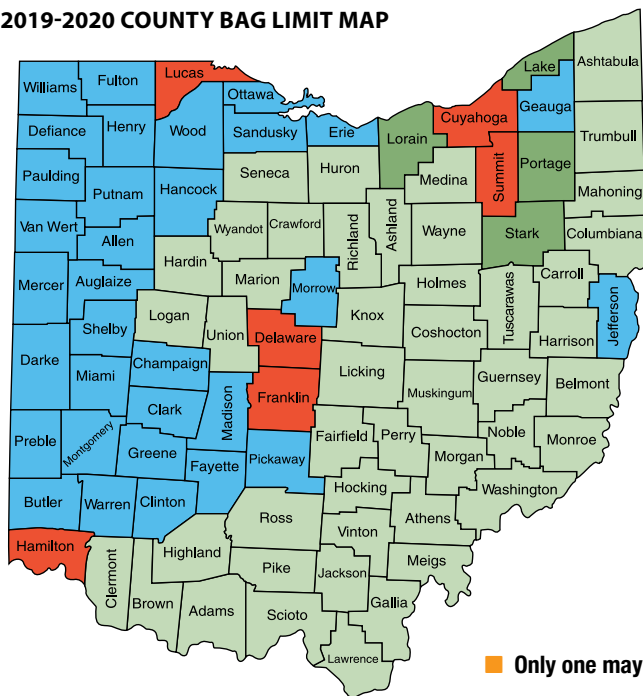 2019-2020 COUNTY BAG LIMIT MAP
Williams
Fulton
Lucas
Ottawa
Lake
Ashtabula
Geauga
Cuyahoga
Defiance
Henry
Wood
Sandusky
Erie
Lorain
Trumbull
Paulding
Putnam
Hancock
Seneca
Huron
Medina
Summit
Portage
Mahoning
Van Wert
Allen
Wyandot
Crawford
Richland
Ashland
Wayne
Stark
Columbiana
Mercer
Auglaize
Hardin
Marion
Morrow
Holmes
Tuscarawas
Carroll
Jefferson
Logan
Union
Knox
Coshocton
Harrison
Darke
Shelby
Delaware
Miami
Champaign
Licking
Muskingum
Guernsey
Belmont
Clark
Madison
Franklin
Preble
Montgomery
Greene
Fayette
Pickaway
Fairfield
Perry
Morgan
Noble
Monroe
Butler
Warren
Clinton
Hocking
Athens
Washington
Ross
Vinton
Hamilton
Clermont
Highland
Pike
Jackson
Meigs
Brown
Adams
Scioto
Gallia
Lawrence
Only one may